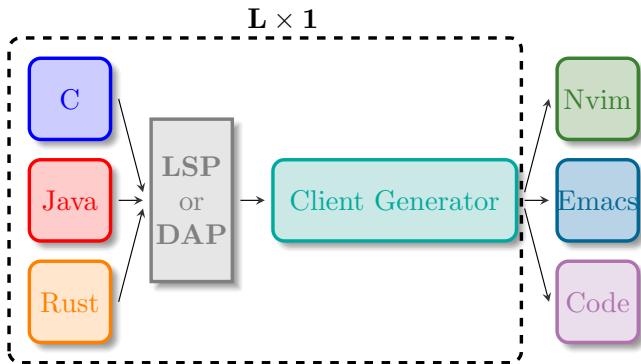 L × 1
C
Java
Rust
LSP
or
DAP
Client Generator
Nvim
Emacs
Code